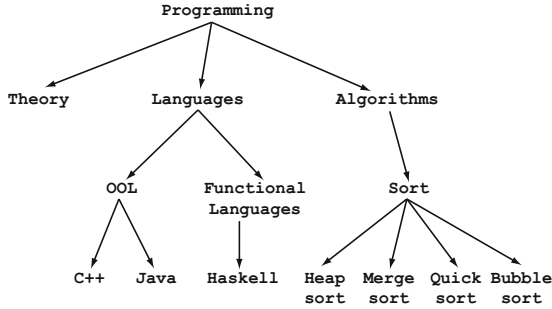 Programming
Theory
Languages
Algorithms
OOL
Functional
Languages
Sort
C++
Java
Haskell
Heap
sort
Merge
sort
Quick
sort
Bubble
sort